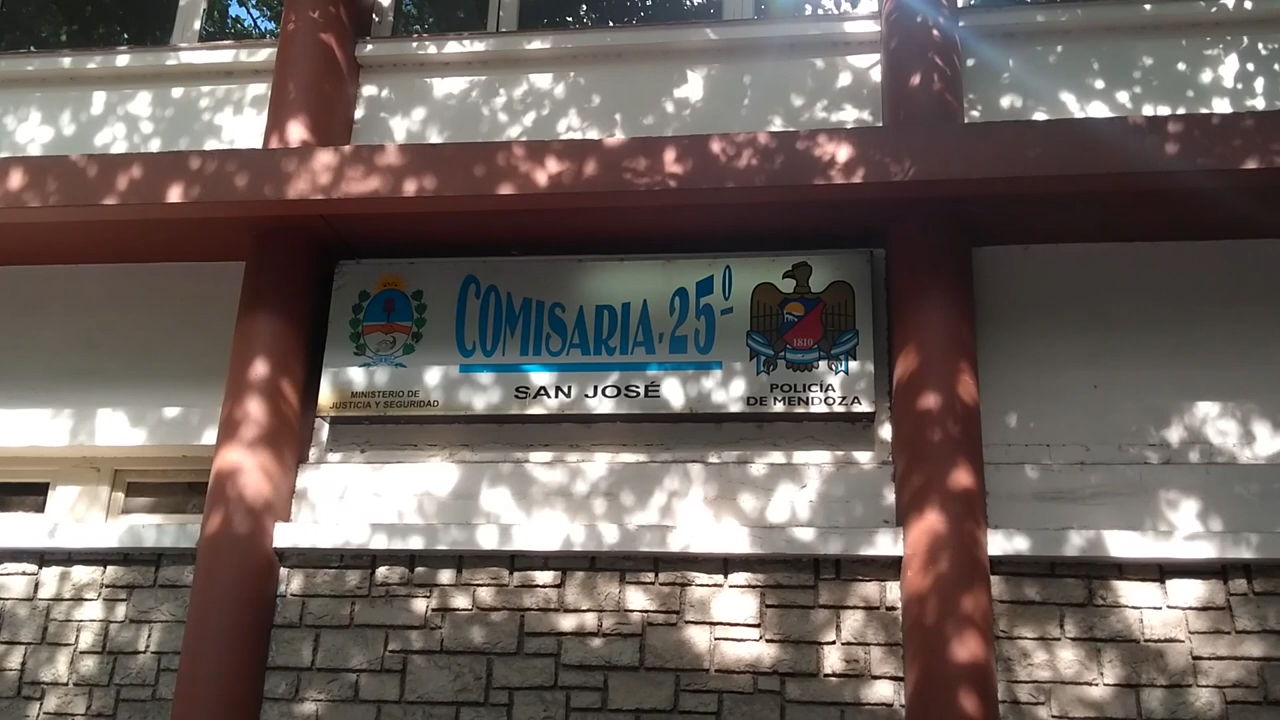 COMISARIA - 25º
SAN JOSÉ
MINISTERIO DE
JUSTICIA Y SEGURIDAD
1810
POLICÍA
DE MENDOZA